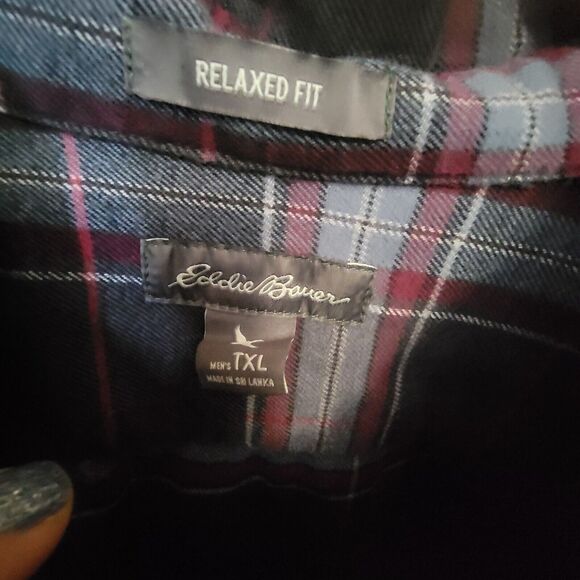 RELAXED FIT
Eddie Bauer
MEN'S TXL
MADE IN SRI LANKA